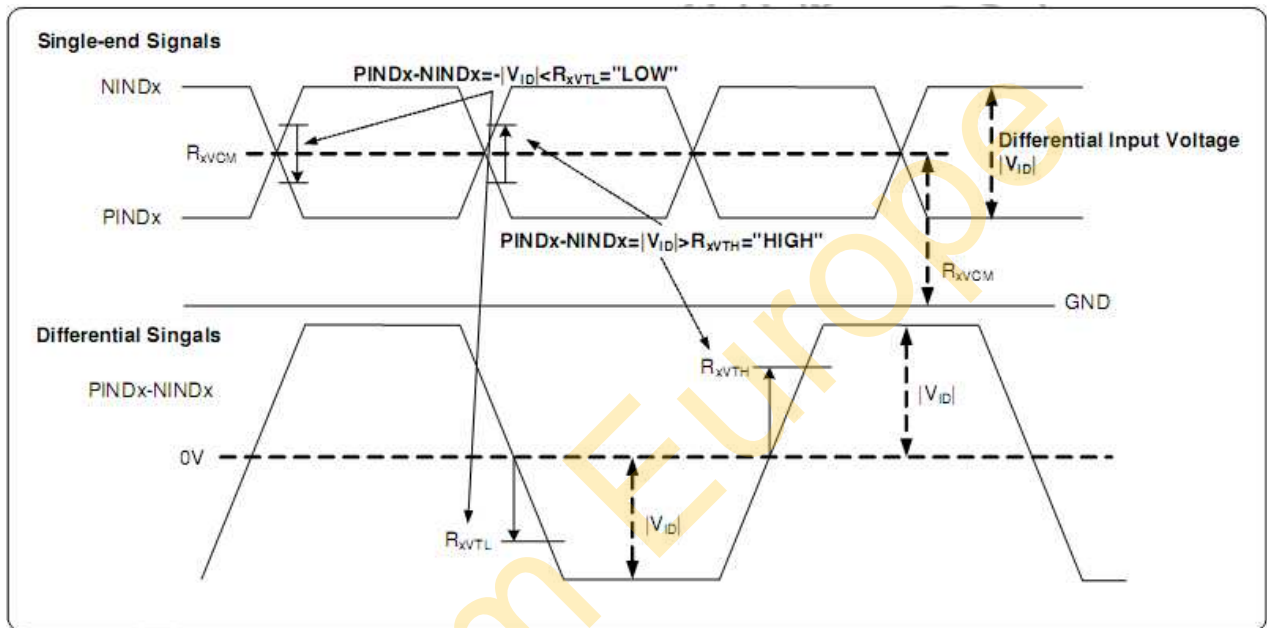 Single-end Signals
PINDx-NINDx=-|VID|<RxVTL="LOW"
NINDx
Differential Input Voltage
RxVCM
|VID|
PINDx
PINDx-NINDx=|VID|>RxVTH="HIGH"
RxVCM
GND
Differential Singals
RxVTH
PINDx-NINDx
|VID|
0V
|VID|
RxVTL
m Europe